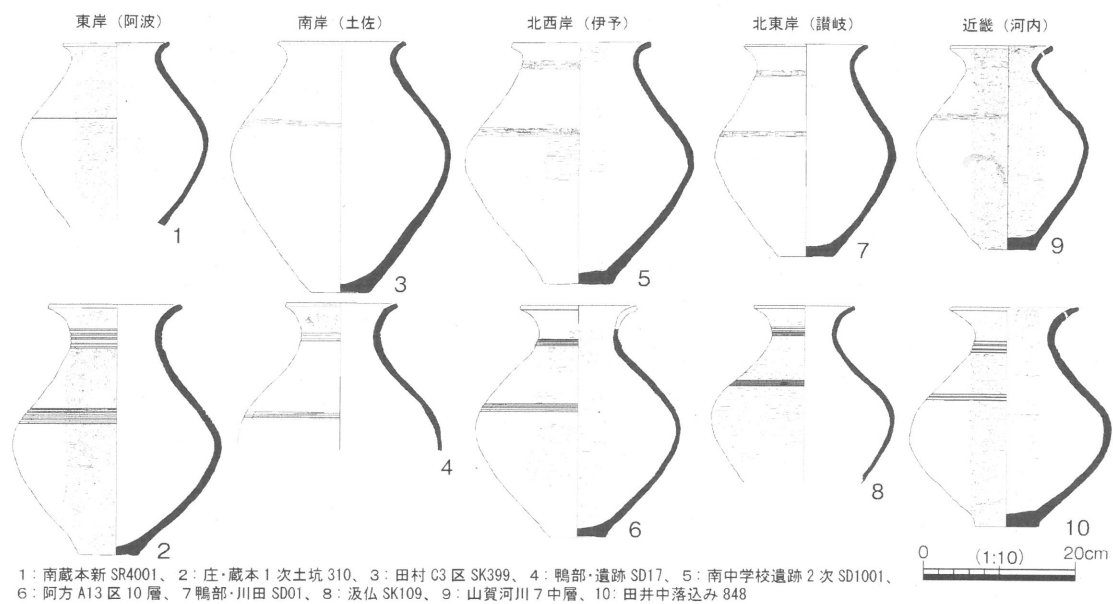 東岸（阿波）
南岸（土佐）
北西岸（伊予）
北東岸（讃岐）
近畿（河内）
1
3
5
7
9
2
4
6
8
10
0 (1:10) 20cm
1：南蔵本新 SR4001、 2：庄・蔵本1次土坑 310、 3：田村 C3 区 SK399、 4：鴨部・遺跡 SD17、 5：南中学校遺跡 2 次 SD1001、
6：阿方 A13 区 10 層、 7 鴨部・川田 SD01、 8：汲仏 SK109、 9：山賀河川 7 中層、 10：田井中落込み 848